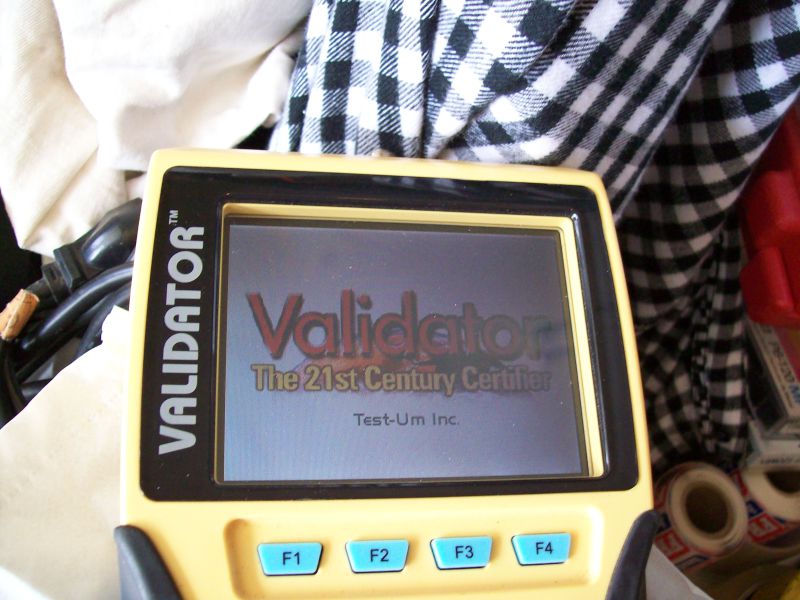 VALIDATOR™
Validator
The 21st Century Certifier
Test-Um Inc.
F1 F2 F3 F4